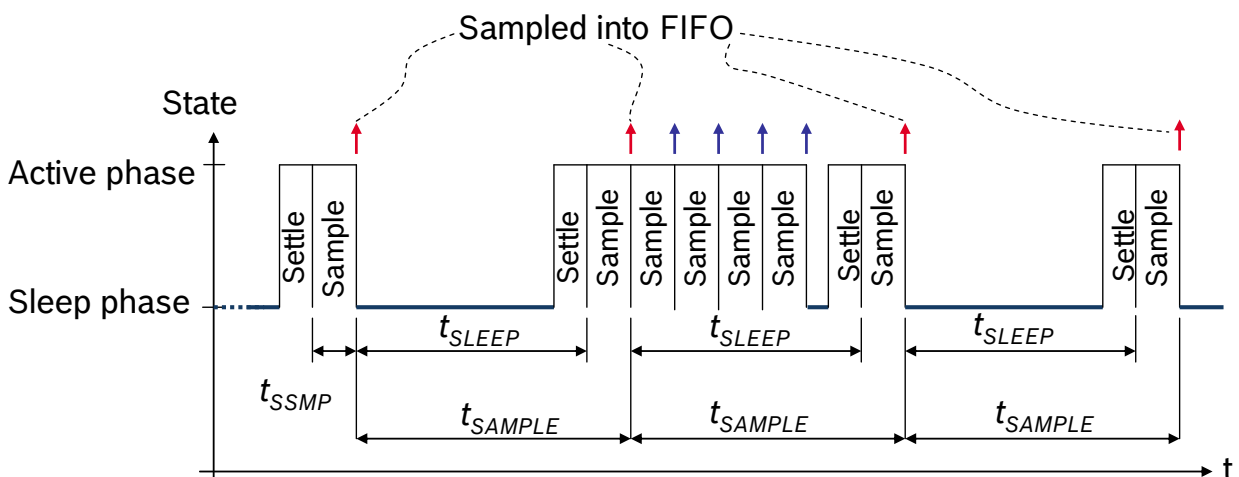 Sampled into FIFO
State
Active phase
Settle
Sample
Settle
Sample
Sample
Sample
Sample
Sample
Settle
Sample
Settle
Sample
Sleep phase
tSLEEP
tSLEEP
tSLEEP
tSSMP
tSAMPLE
tSAMPLE
tSAMPLE
t